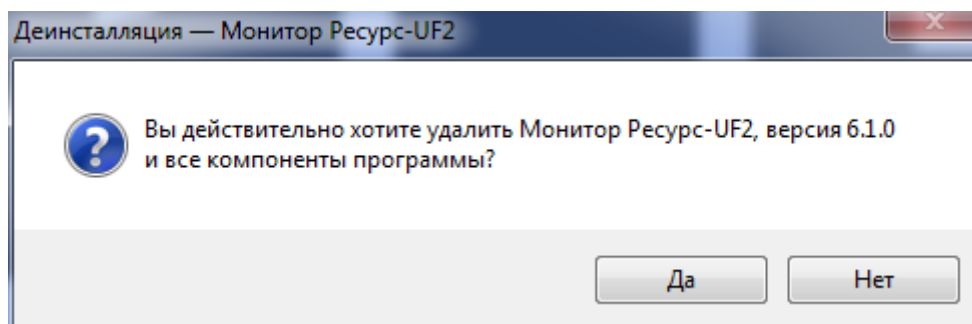 Деинсталляция — Монитор Ресурс-UF2
Вы действительно хотите удалить Монитор Ресурс-UF2, версия 6.1.0
и все компоненты программы?
Да
Нет